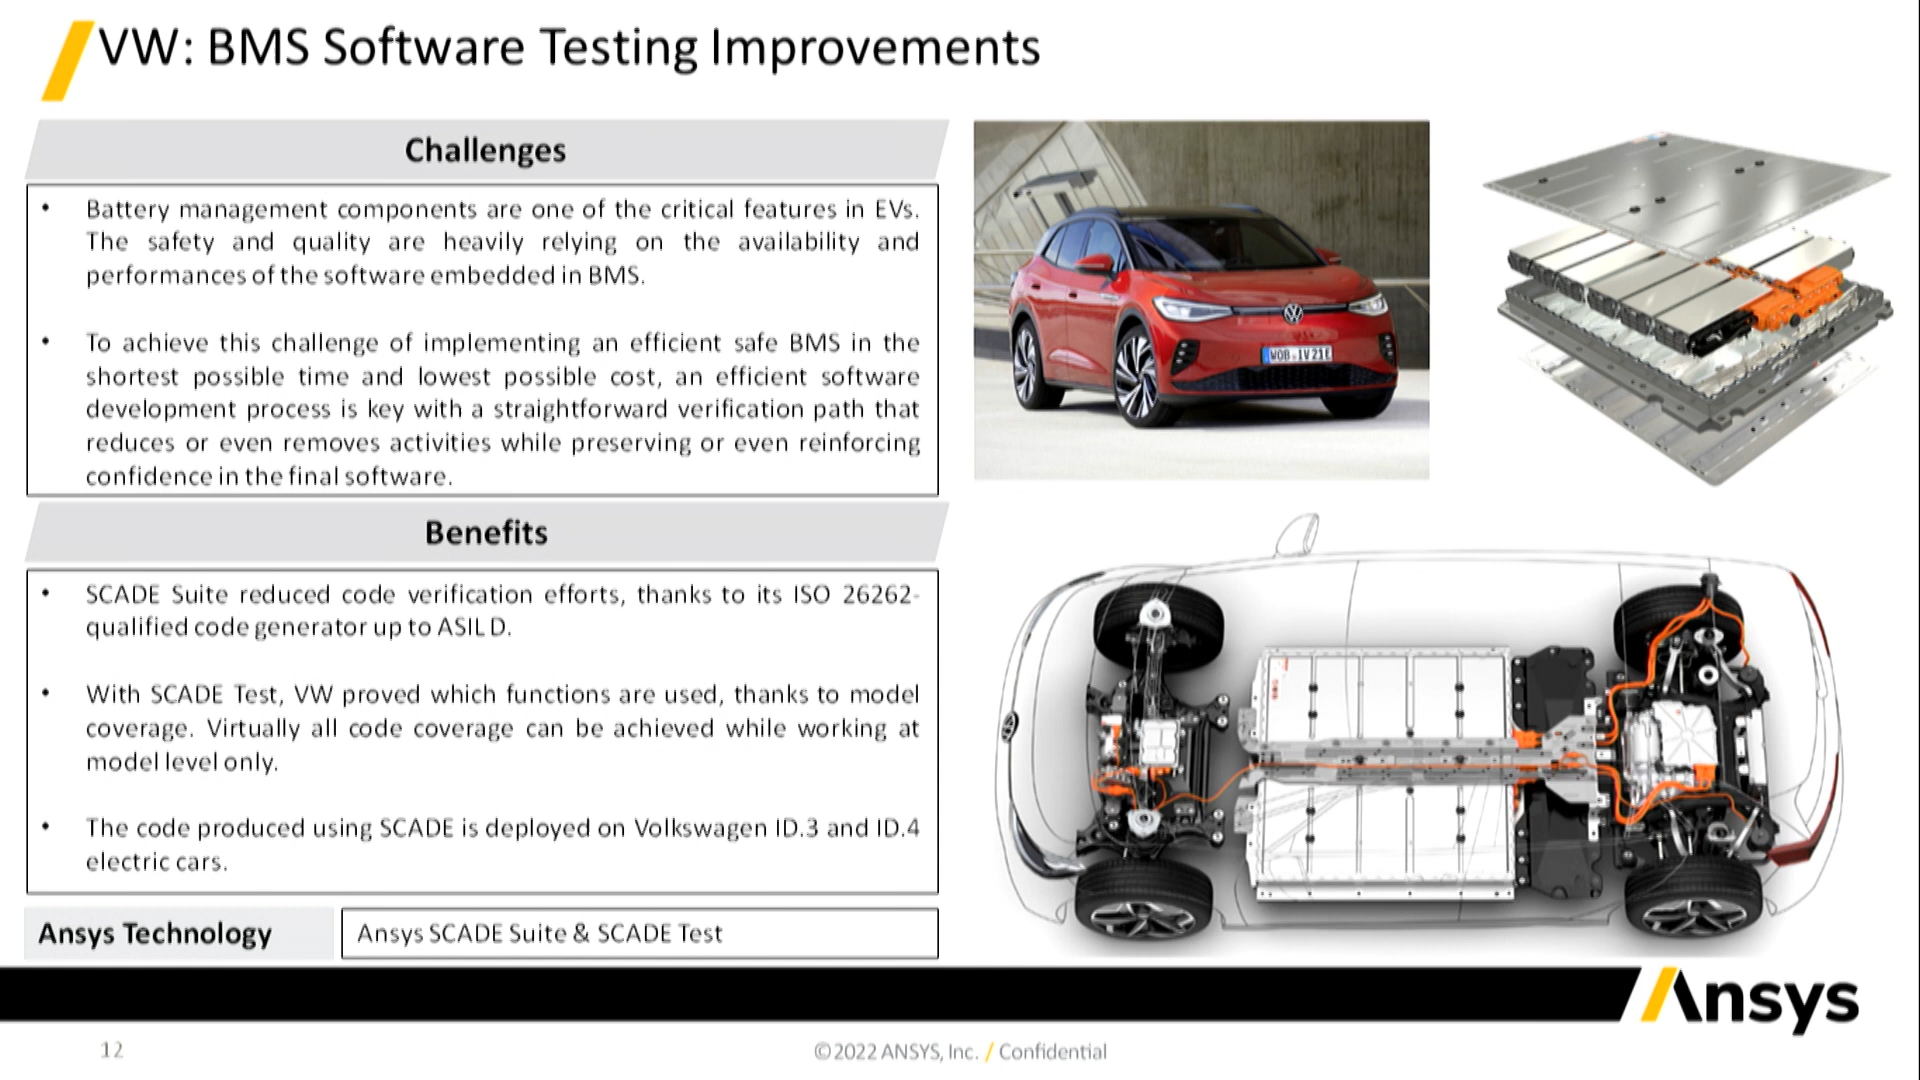 VW: BMS Software Testing Improvements
Challenges
• Battery management components are one of the critical features in EVs.
The safety and quality are heavily relying on the availability and
performances of the software embedded in BMS.
• To achieve this challenge of implementing an efficient safe BMS in the
shortest possible time and lowest possible cost, an efficient software
development process is key with a straightforward verification path that
reduces or even removes activities while preserving or even reinforcing
confidence in the final software.
WOB·IV 21E
Benefits
• SCADE Suite reduced code verification efforts, thanks to its ISO 26262-
qualified code generator up to ASIL D.
• With SCADE Test, VW proved which functions are used, thanks to model
coverage. Virtually all code coverage can be achieved while working at
model level only.
• The code produced using SCADE is deployed on Volkswagen ID.3 and ID.4
electric cars.
Ansys Technology
Ansys SCADE Suite & SCADE Test
Ansys
12
©2022 ANSYS, Inc. / Confidential